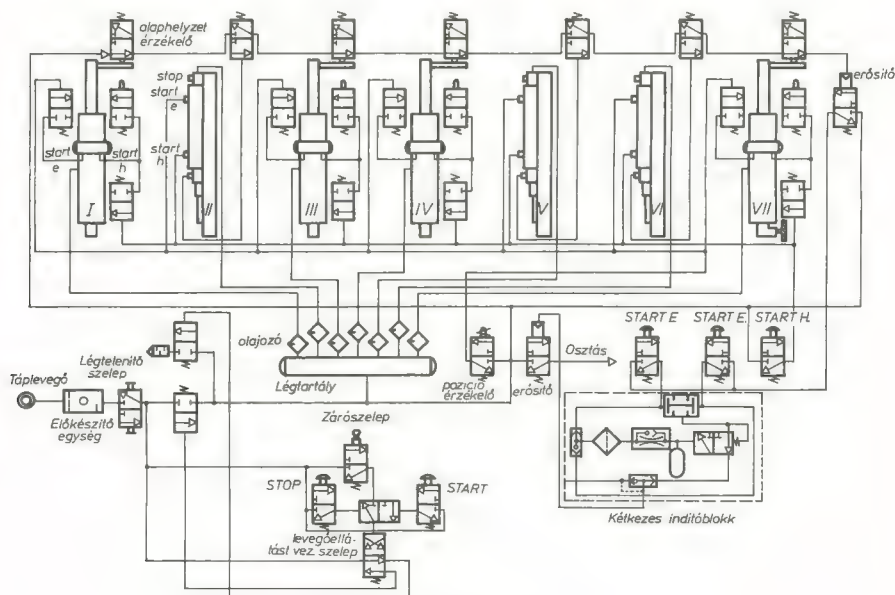 alaphelyzet
érzékelő
erősítő
stop
start
e
start
e
start
h
start
h
I
II
III
IV
V
VI
VII
START E
START E.
START H.
olajozó
Légtartály
pozíció
érzékelő
erősítő
Osztás
Légtelenítő
szelep
Táplevegő
Előkészítő
egység
Zárószelep
STOP
START
levegőellá-
tást vez. szelep
Kétkezes indítóblokk